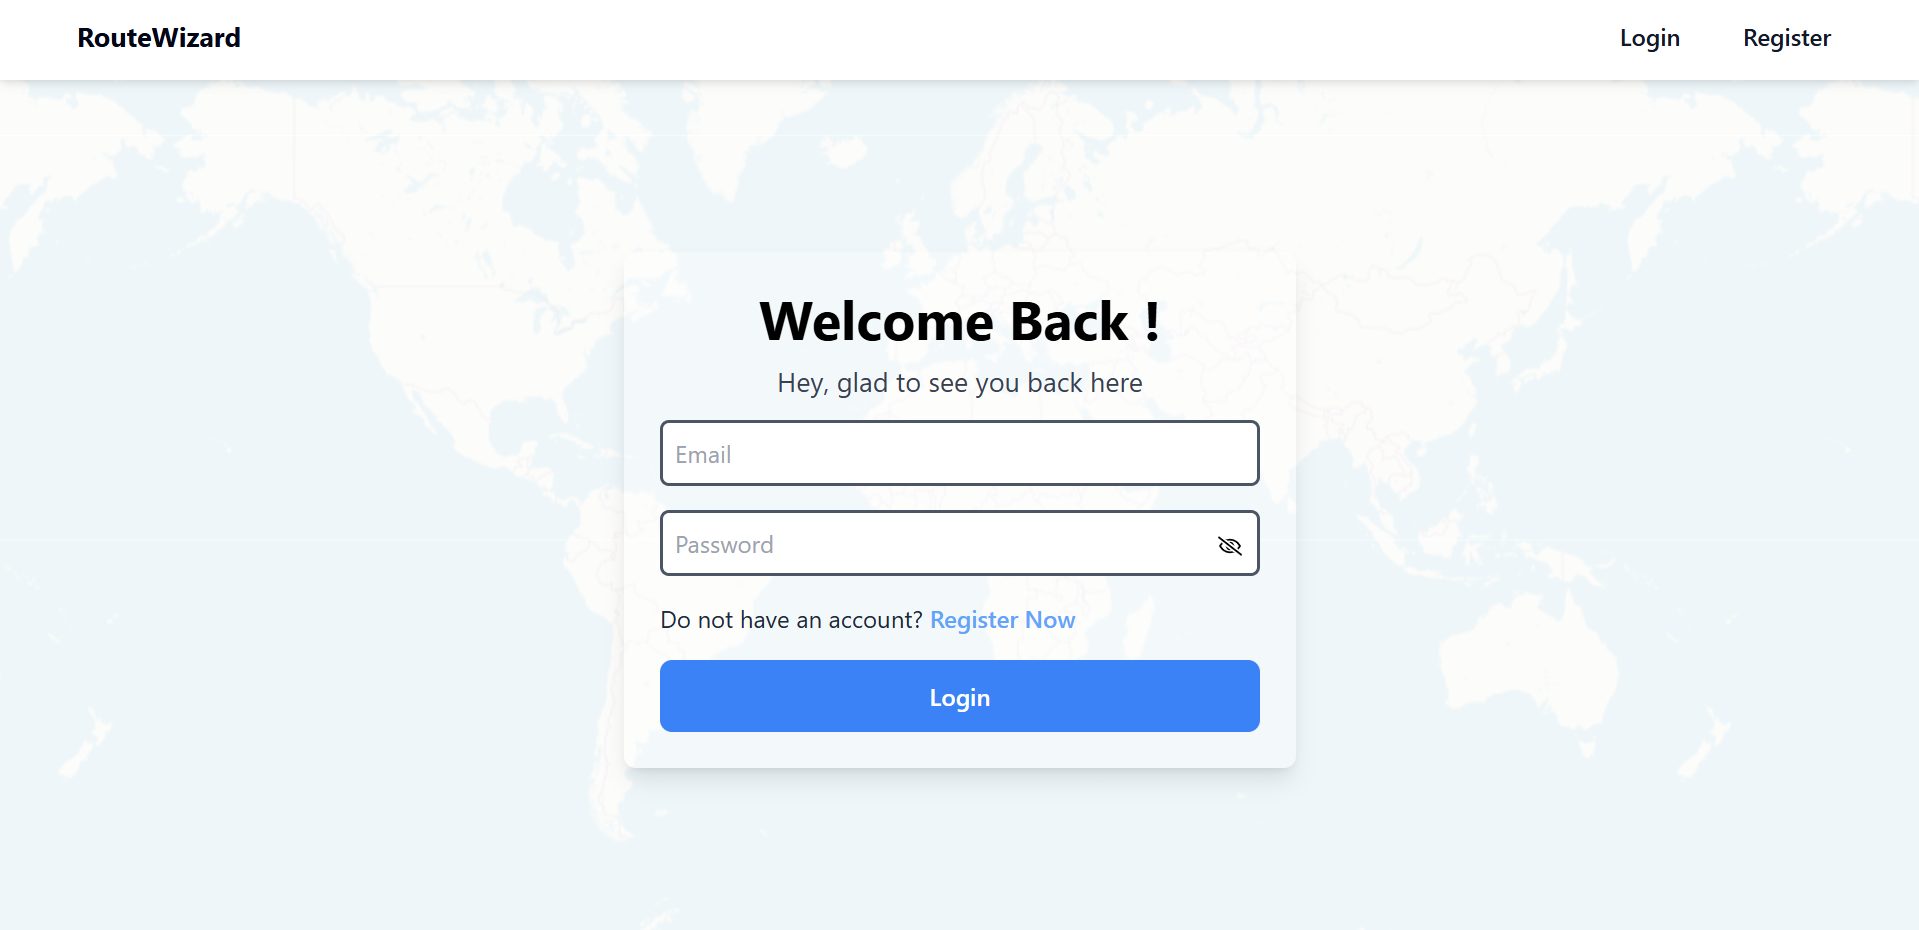 RouteWizard
Login
Register
Welcome Back !
Hey, glad to see you back here
Email
Password
Do not have an account? Register Now
Login